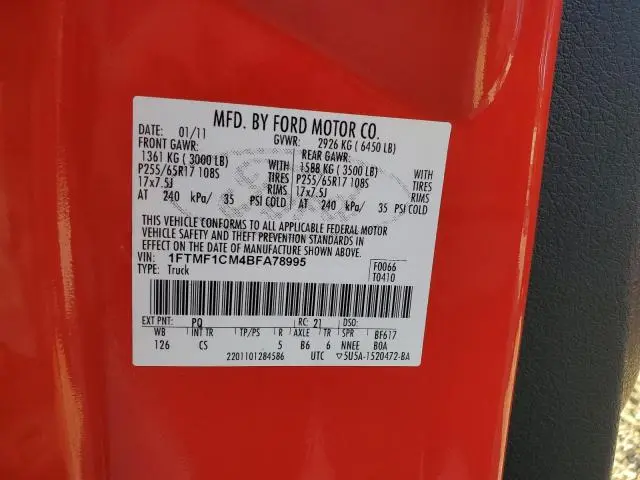 MFD. BY FORD MOTOR CO.
DATE: 01/11 GVWR: 2926 KG ( 6450 LB)
FRONT GAWR: REAR GAWR:
1361 KG ( 3000 LB) WITH 1588 KG ( 3500 LB) WITH
P255/65R17 108S TIRES P255/65R17 108S TIRES
17x7.5J RIMS 17x7.5J RIMS
AT 240 kPa/ 35 PSI COLD AT 240 kPa/ 35 PSI COLD
THIS VEHICLE CONFORMS TO ALL APPLICABLE FEDERAL MOTOR
VEHICLE SAFETY AND THEFT PREVENTION STANDARDS IN
EFFECT ON THE DATE OF MANUFACTURE SHOWN ABOVE.
VIN: 1FTMF1CM4BFA78995 F0066
TYPE: Truck T0410
EXT PNT: PQ RC: 21 DSO:
WB INT TR TP/PS R AXLE TR SPR BF617
126 CS 5 B6 6 NNEE BOA
2201101284586 UTC ▽5U5A-1520472-BA